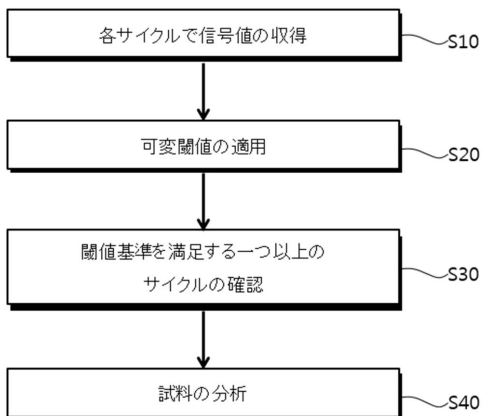 各サイクルで信号値の取得
S10
可変閾値の適用
S20
閾値基準を満足する一つ以上の
サイクルの確認
S30
試料の分析
S40